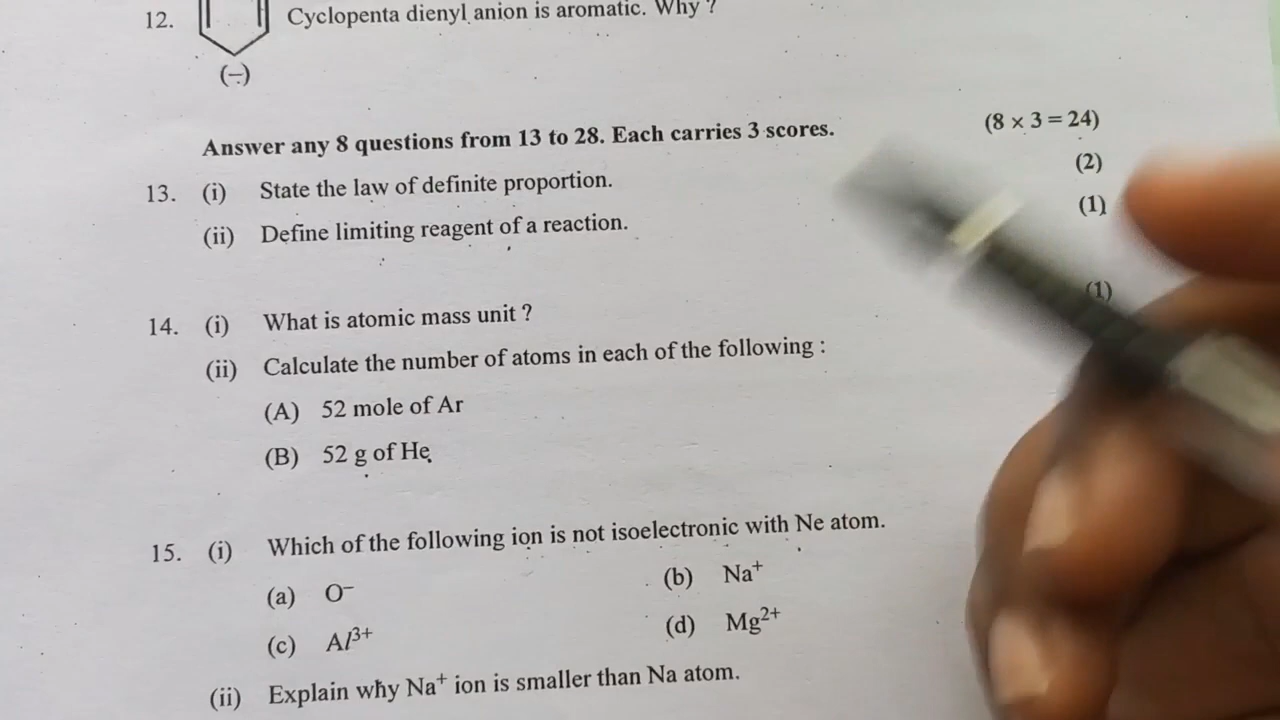 12. Cyclopenta dienyl anion is aromatic. Why ?
(–)
Answer any 8 questions from 13 to 28. Each carries 3 scores. (8 × 3 = 24)
13. (i) State the law of definite proportion. (2)
(ii) Define limiting reagent of a reaction. (1)
14. (i) What is atomic mass unit ? (1)
(ii) Calculate the number of atoms in each of the following :
(A) 52 mole of Ar
(B) 52 g of He
15. (i) Which of the following ion is not isoelectronic with Ne atom.
(a) O⁻ (b) Na⁺
(c) Al³⁺ (d) Mg²⁺
(ii) Explain why Na⁺ ion is smaller than Na atom.